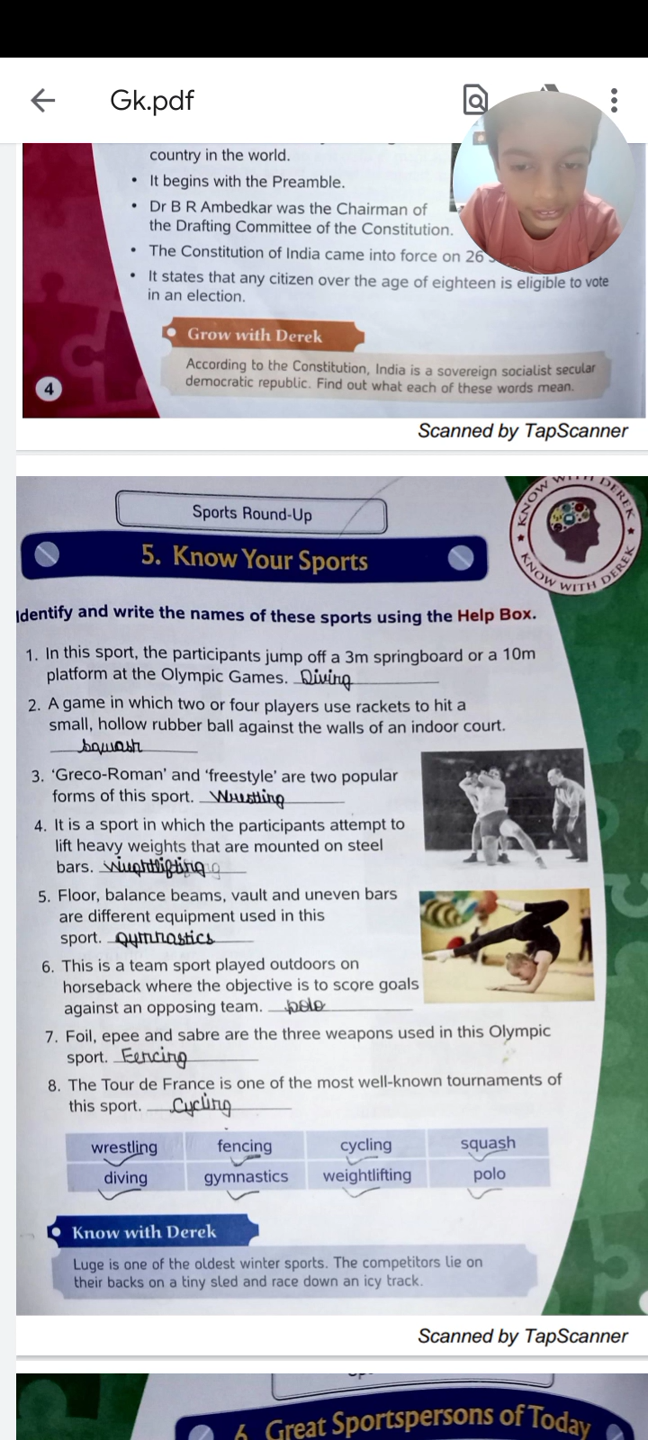 Gk.pdf
country in the world.
• It begins with the Preamble.
• Dr B R Ambedkar was the Chairman of
the Drafting Committee of the Constitution.
• The Constitution of India came into force on 26
• It states that any citizen over the age of eighteen is eligible to vote
in an election.
Grow with Derek
According to the Constitution, India is a sovereign socialist secular
democratic republic. Find out what each of these words mean.
4
Scanned by TapScanner
Sports Round-Up
KNOW WITH DEREK
KNOW WITH DEREK
5. Know Your Sports
Identify and write the names of these sports using the Help Box.
1. In this sport, the participants jump off a 3m springboard or a 10m
platform at the Olympic Games. Diving
2. A game in which two or four players use rackets to hit a
small, hollow rubber ball against the walls of an indoor court.
squash
3. ‘Greco-Roman’ and ‘freestyle’ are two popular
forms of this sport. Wrestling
4. It is a sport in which the participants attempt to
lift heavy weights that are mounted on steel
bars.
5. Floor, balance beams, vault and uneven bars
are different equipment used in this
sport. gymnastics
6. This is a team sport played outdoors on
horseback where the objective is to score goals
against an opposing team. polo
7. Foil, epee and sabre are the three weapons used in this Olympic
sport. Fencing
8. The Tour de France is one of the most well-known tournaments of
this sport. Cycling
wrestling fencing cycling squash
diving gymnastics weightlifting polo
Know with Derek
Luge is one of the oldest winter sports. The competitors lie on
their backs on a tiny sled and race down an icy track.
Scanned by TapScanner
6. Great Sportspersons of Today